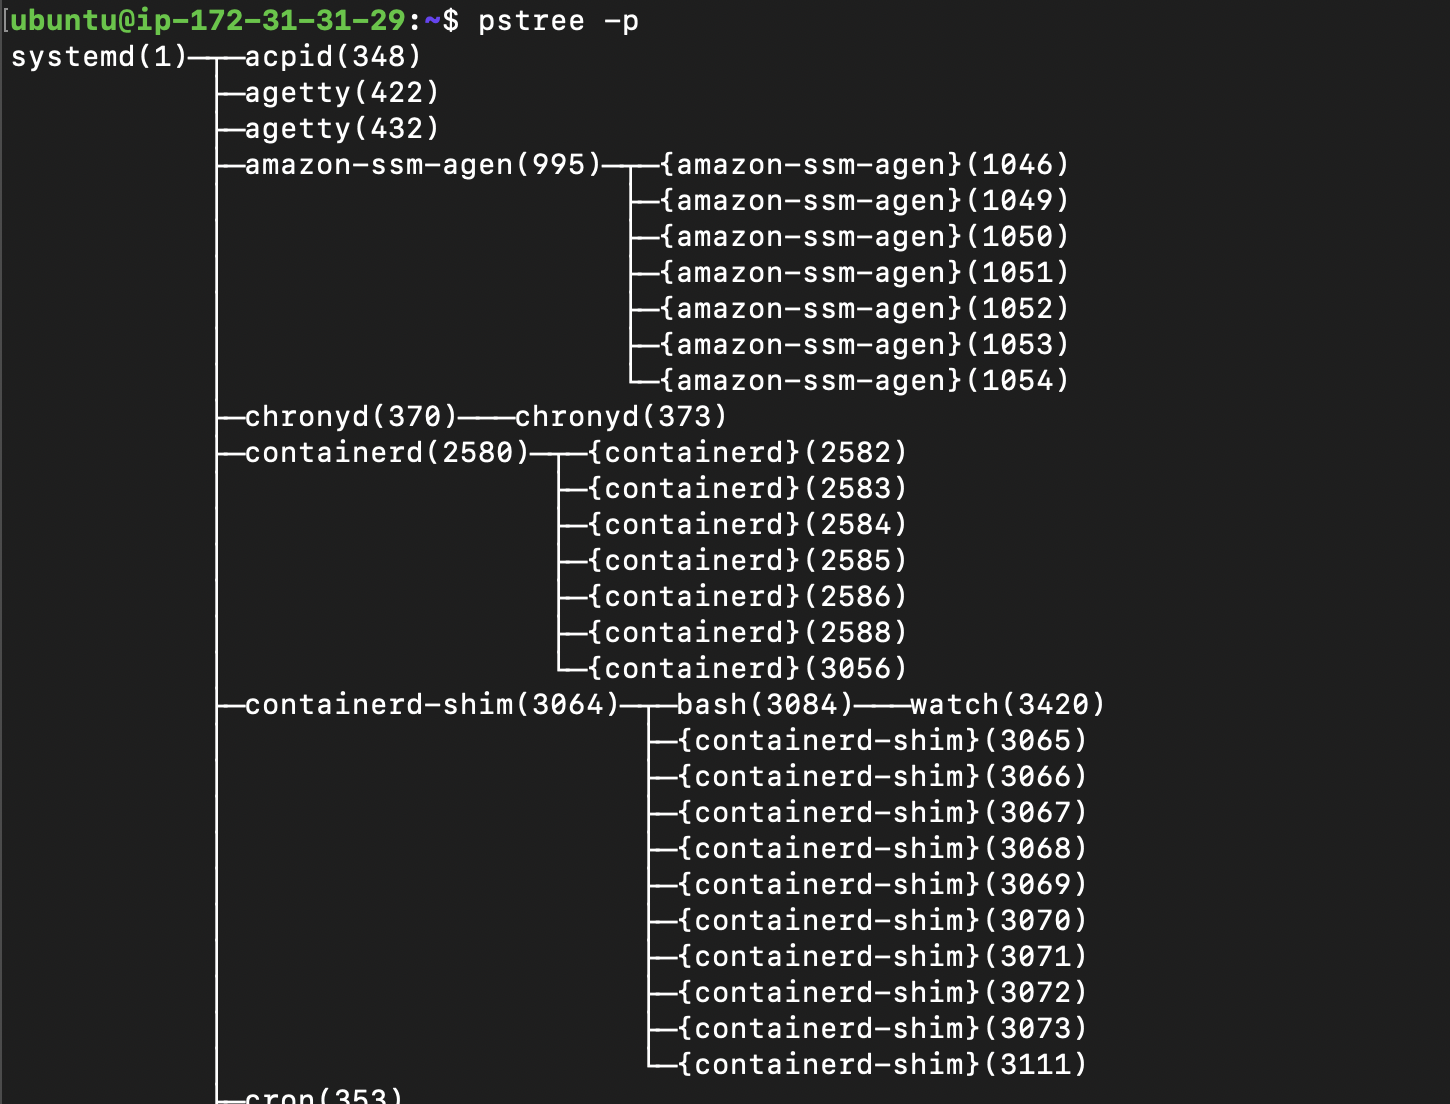 ubuntu@ip-172-31-31-29:~$ pstree -p
systemd(1)─┬─acpid(348)
           ├─agetty(422)
           ├─agetty(432)
           ├─amazon-ssm-agen(995)─┬─{amazon-ssm-agen}(1046)
           │                      ├─{amazon-ssm-agen}(1049)
           │                      ├─{amazon-ssm-agen}(1050)
           │                      ├─{amazon-ssm-agen}(1051)
           │                      ├─{amazon-ssm-agen}(1052)
           │                      ├─{amazon-ssm-agen}(1053)
           │                      └─{amazon-ssm-agen}(1054)
           ├─chronyd(370)───chronyd(373)
           ├─containerd(2580)─┬─{containerd}(2582)
           │                  ├─{containerd}(2583)
           │                  ├─{containerd}(2584)
           │                  ├─{containerd}(2585)
           │                  ├─{containerd}(2586)
           │                  ├─{containerd}(2588)
           │                  └─{containerd}(3056)
           ├─containerd-shim(3064)─┬─bash(3084)───watch(3420)
           │                       ├─{containerd-shim}(3065)
           │                       ├─{containerd-shim}(3066)
           │                       ├─{containerd-shim}(3067)
           │                       ├─{containerd-shim}(3068)
           │                       ├─{containerd-shim}(3069)
           │                       ├─{containerd-shim}(3070)
           │                       ├─{containerd-shim}(3071)
           │                       ├─{containerd-shim}(3072)
           │                       ├─{containerd-shim}(3073)
           │                       └─{containerd-shim}(3111)
           ├─cron(353)